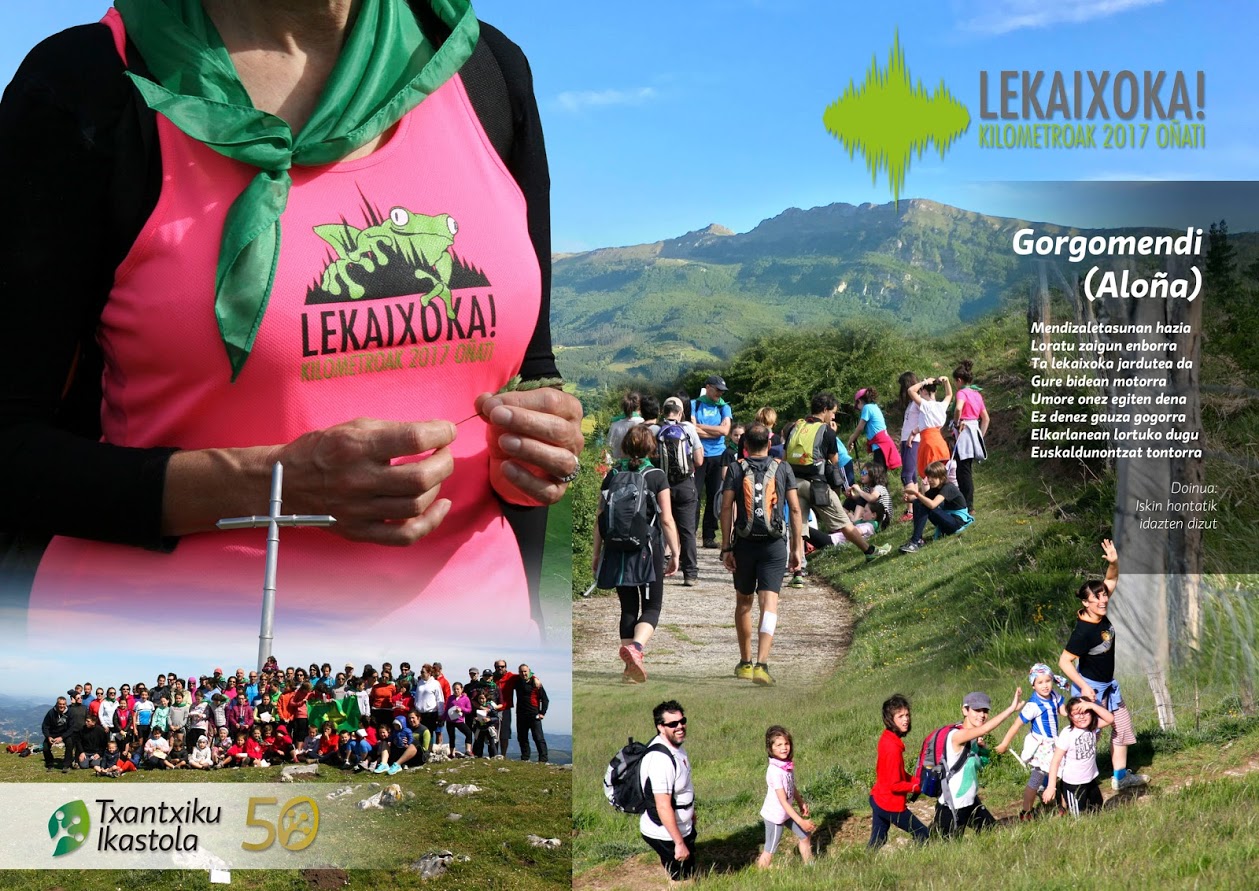 LEKAIXOKA!
KILOMETROAK 2017 OÑATI
LEKAIXOKA!
KILOMETROAK 2017 OÑATI
Gorgomendi
(Aloña)
Mendizaletasunan hazia
Loratu zaigun enborra
Ta lekaixoka jardutea da
Gure bidean motorra
Umore onez egiten dena
Ez denez gauza gogorra
Elkarlanean lortuko dugu
Euskaldunontzat tontorra
Doinua:
Iskin hontatik
idazten dizut
Txantxiku
Ikastola
50